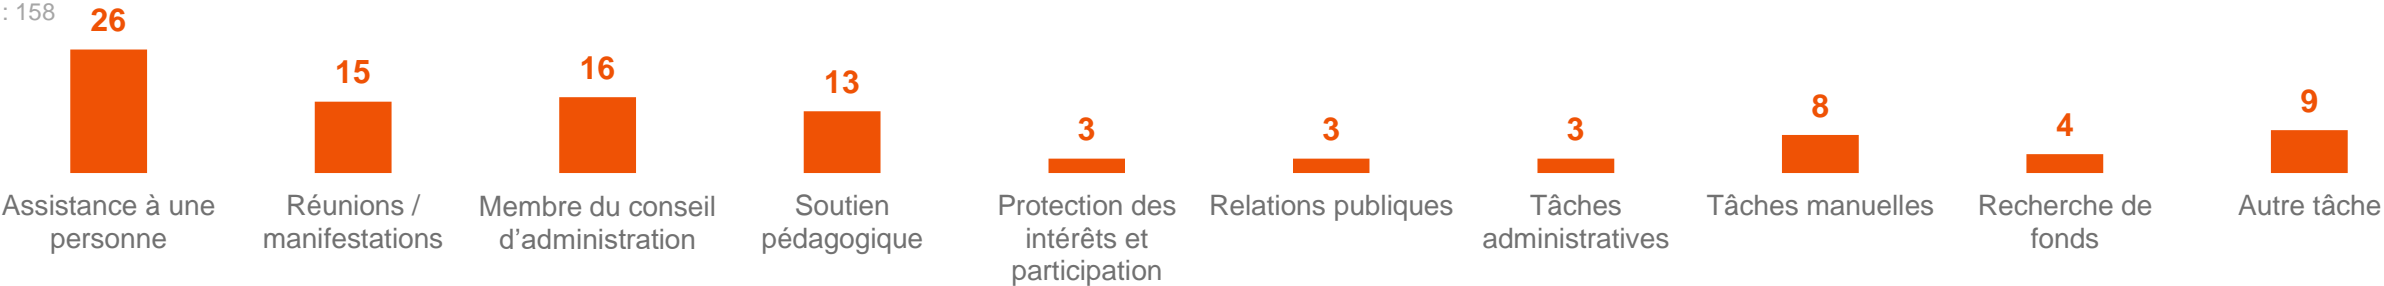 : 158
26
15
16
13
3
3
3
8
4
9
Assistance à une
personne
Réunions /
manifestations
Membre du conseil
d’administration
Soutien
pédagogique
Protection des
intérêts et
participation
Relations publiques
Tâches
administratives
Tâches manuelles
Recherche de
fonds
Autre tâche